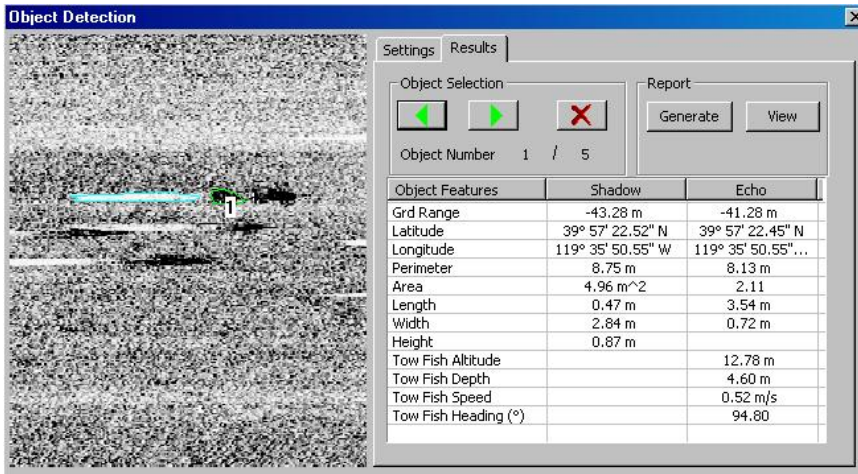 Object Detection
Settings Results
Object Selection
Object Number 1 / 5
Report
Generate View
1
Object Features Shadow Echo
Grd Range -43.28 m -41.28 m
Latitude 39° 57' 22.52" N 39° 57' 22.45" N
Longitude 119° 35' 50.55" W 119° 35' 50.55"...
Perimeter 8.75 m 8.13 m
Area 4.96 m^2 2.11
Length 0.47 m 3.54 m
Width 2.84 m 0.72 m
Height 0.87 m
Tow Fish Altitude 12.78 m
Tow Fish Depth 4.60 m
Tow Fish Speed 0.52 m/s
Tow Fish Heading (°) 94.80